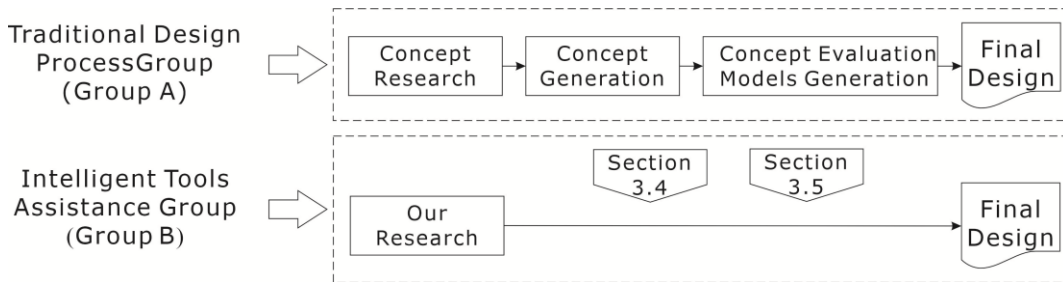 Traditional Design
ProcessGroup
(Group A)
Concept
Research
Concept
Generation
Concept Evaluation
Models Generation
Final
Design
Intelligent Tools
Assistance Group
(Group B)
Our
Research
Section
3.4
Section
3.5
Final
Design